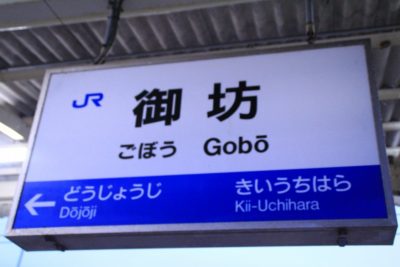 JR 御坊
ごぼう Gobō
← どうじょうじ きいうちはら
Dōjōji Kii-Uchihara